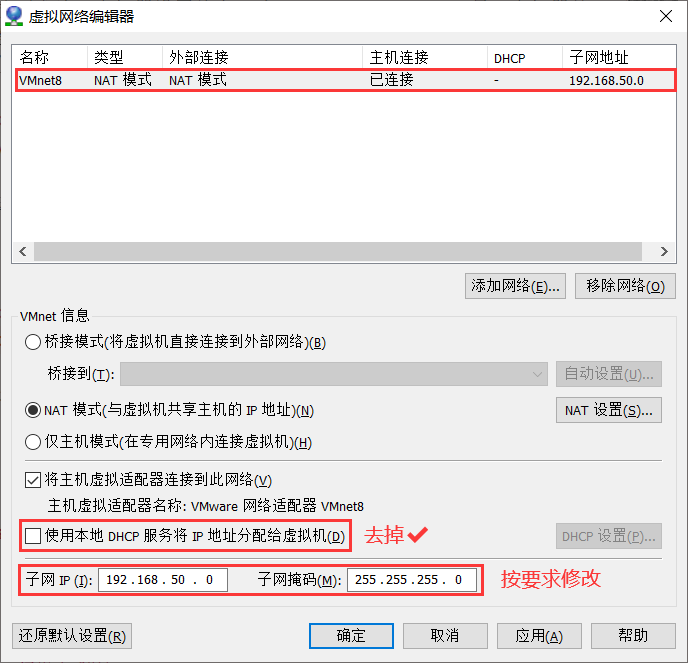 虚拟网络编辑器
名称 类型 外部连接 主机连接 DHCP 子网地址
VMnet8 NAT 模式 NAT 模式 已连接 - 192.168.50.0
添加网络(E)... 移除网络(O)
VMnet 信息
桥接模式(将虚拟机直接连接到外部网络)(B)
桥接到(T): 自动设置(U)...
NAT 模式(与虚拟机共享主机的 IP 地址)(N) NAT 设置(S)...
仅主机模式(在专用网络内连接虚拟机)(H)
将主机虚拟适配器连接到此网络(V)
主机虚拟适配器名称: VMware 网络适配器 VMnet8
使用本地 DHCP 服务将 IP 地址分配给虚拟机(D) 去掉 DHCP 设置(P)...
子网 IP (I): 192.168.50.0 子网掩码(M): 255.255.255.0 按要求修改
还原默认设置(R) 确定 取消 应用(A) 帮助